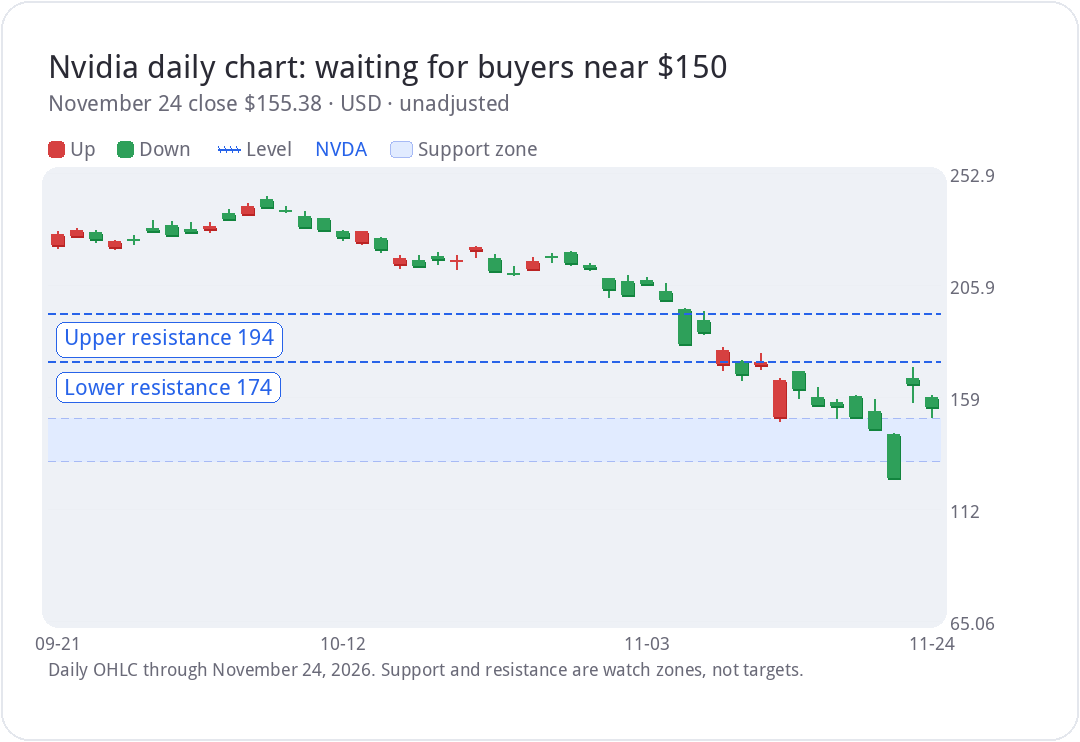 Nvidia daily chart: waiting for buyers near $150
November 24 close $155.38 · USD · unadjusted
Up Down Level NVDA Support zone
252.9
205.9
Upper resistance 194
Lower resistance 174
159
112
65.06
09-21 10-12 11-03 11-24
Daily OHLC through November 24, 2026. Support and resistance are watch zones, not targets.